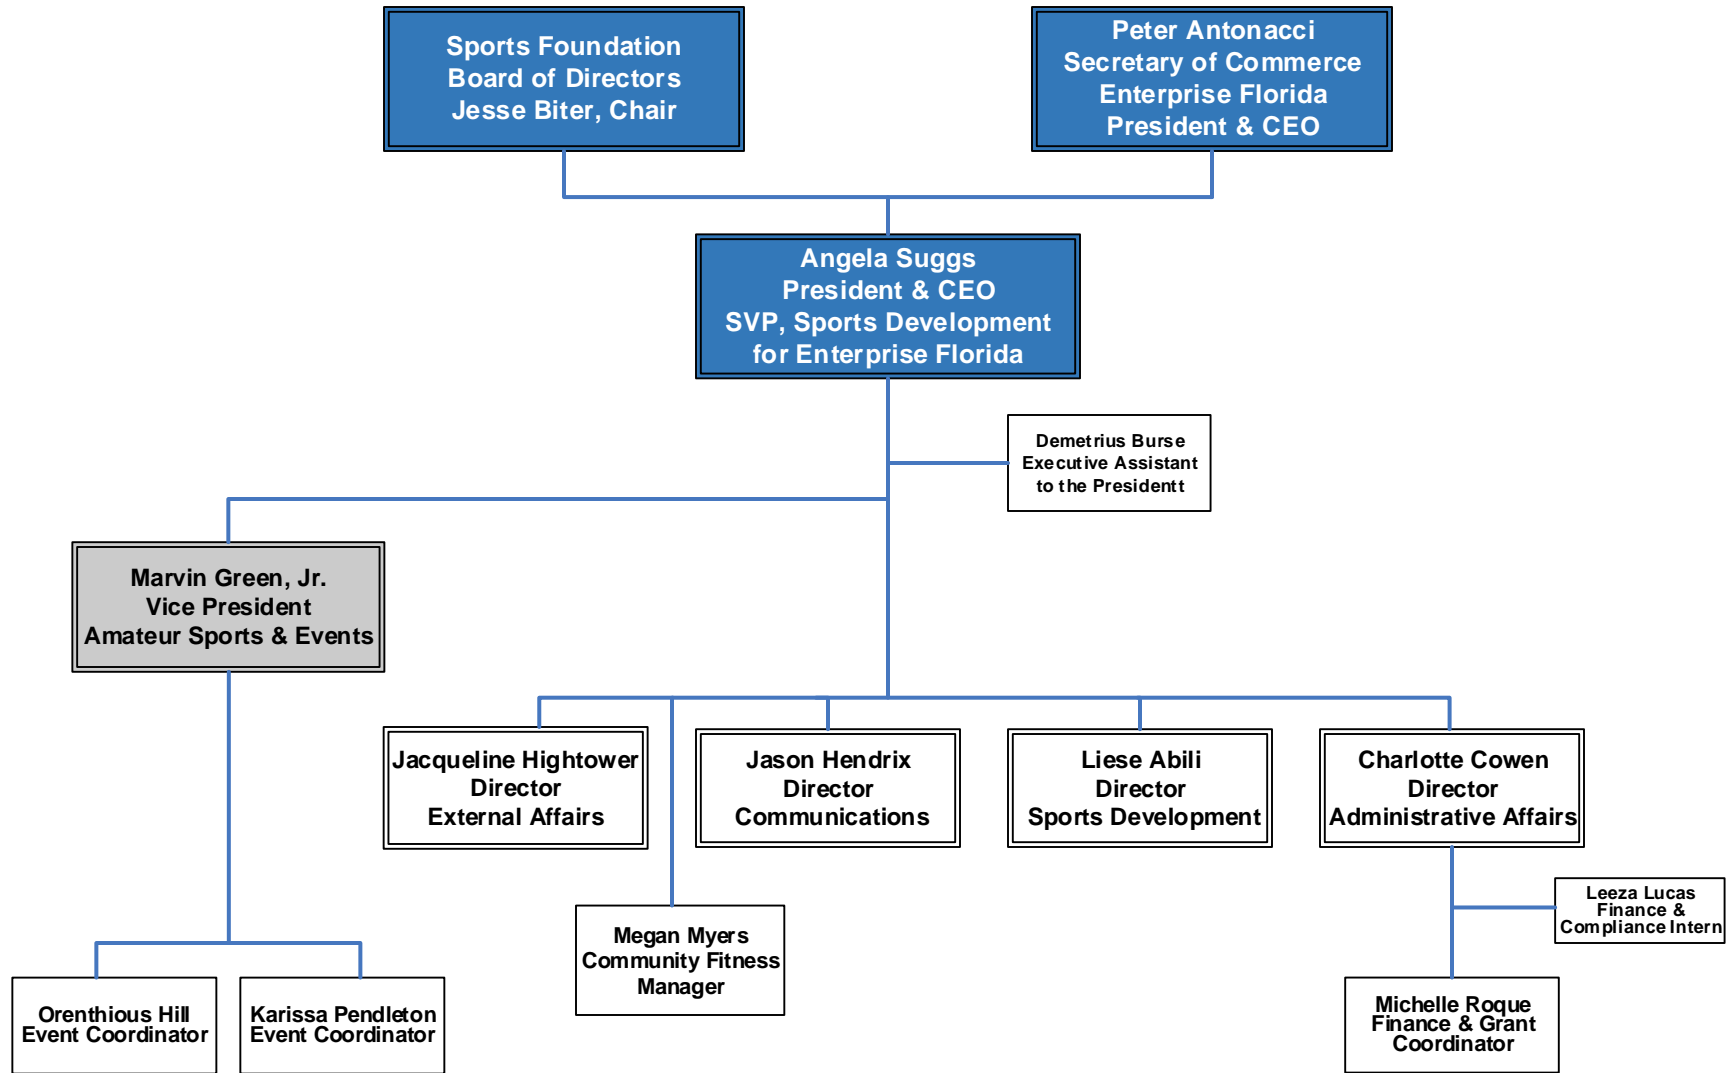 Sports Foundation
Board of Directors
Jesse Biter, Chair
Peter Antonacci
Secretary of Commerce
Enterprise Florida
President & CEO
Angela Suggs
President & CEO
SVP, Sports Development
for Enterprise Florida
Demetrius Burse
Executive Assistant
to the Presidentt
Marvin Green, Jr.
Vice President
Amateur Sports & Events
Jacqueline Hightower
Director
External Affairs
Jason Hendrix
Director
Communications
Liese Abili
Director
Sports Development
Charlotte Cowen
Director
Administrative Affairs
Leeza Lucas
Finance &
Compliance Intern
Megan Myers
Community Fitness
Manager
Orenthious Hill
Event Coordinator
Karissa Pendleton
Event Coordinator
Michelle Roque
Finance & Grant
Coordinator